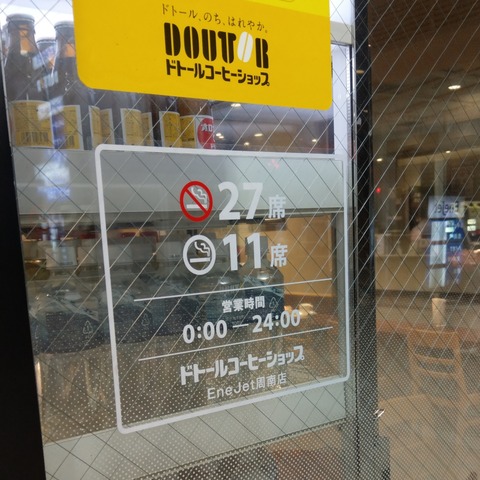 ドトール、のち、はれやか。
DOUTOR
ドトールコーヒーショップ
27席
11席
営業時間
0:00 ― 24:00
ドトールコーヒーショップ
EneJet周南店